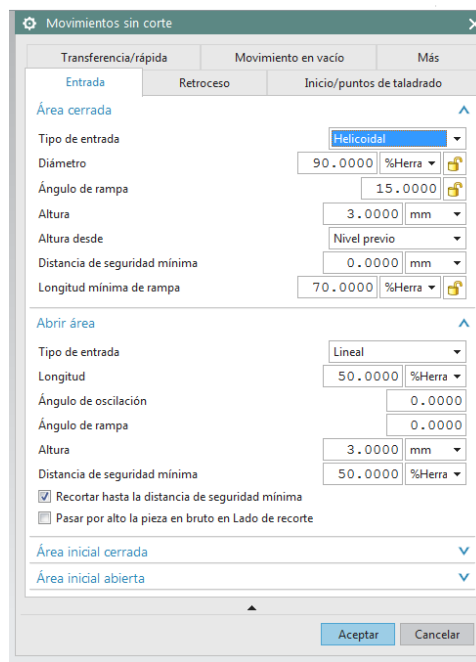 Movimientos sin corte
Transferencia/rápida Movimiento en vacío Más
Entrada Retroceso Inicio/puntos de taladrado
Área cerrada
Tipo de entrada Helicoidal
Diámetro 90.0000 %Herra
Ángulo de rampa 15.0000
Altura 3.0000 mm
Altura desde Nivel previo
Distancia de seguridad mínima 0.0000 mm
Longitud mínima de rampa 70.0000 %Herra
Abrir área
Tipo de entrada Lineal
Longitud 50.0000 %Herra
Ángulo de oscilación 0.0000
Ángulo de rampa 0.0000
Altura 3.0000 mm
Distancia de seguridad mínima 50.0000 %Herra
Recortar hasta la distancia de seguridad mínima
Pasar por alto la pieza en bruto en Lado de recorte
Área inicial cerrada
Área inicial abierta
Aceptar Cancelar